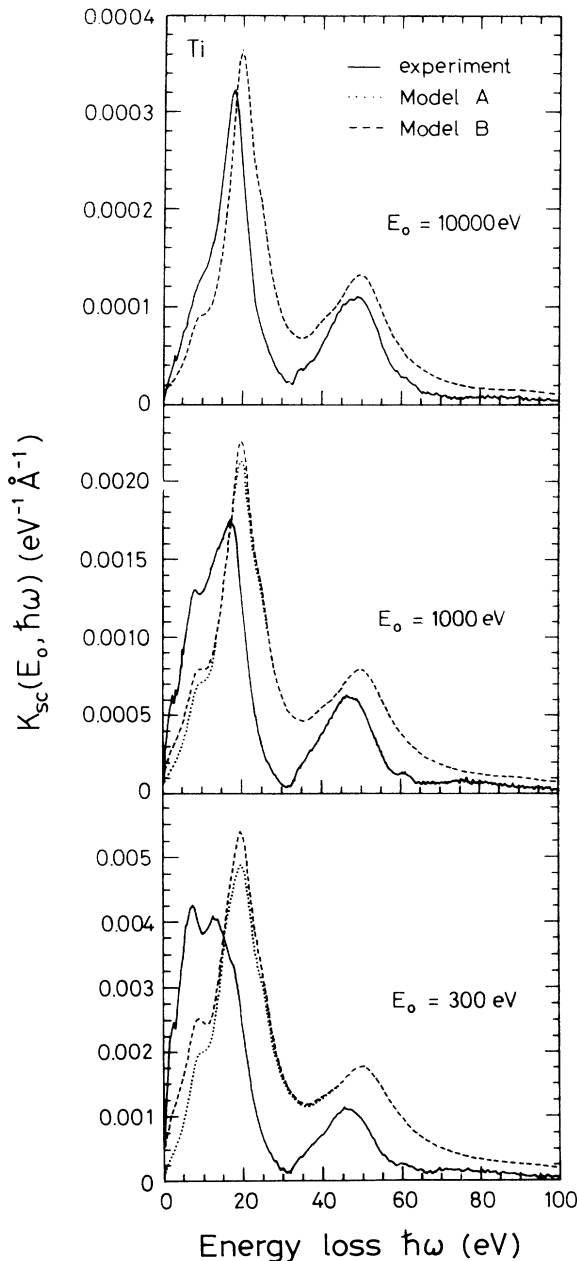 0.0004
Ti
experiment
Model A
Model B
0.0003
E₀ = 10000 eV
0.0002
0.0001
0
0.0020
0.0015
E₀ = 1000 eV
0.0010
0.0005
0
0.005
0.004
E₀ = 300 eV
0.003
0.002
0.001
0
0 20 40 60 80 100
Energy loss ħω (eV)
K_sc(E₀, ħω) (eV⁻¹ Å⁻¹)